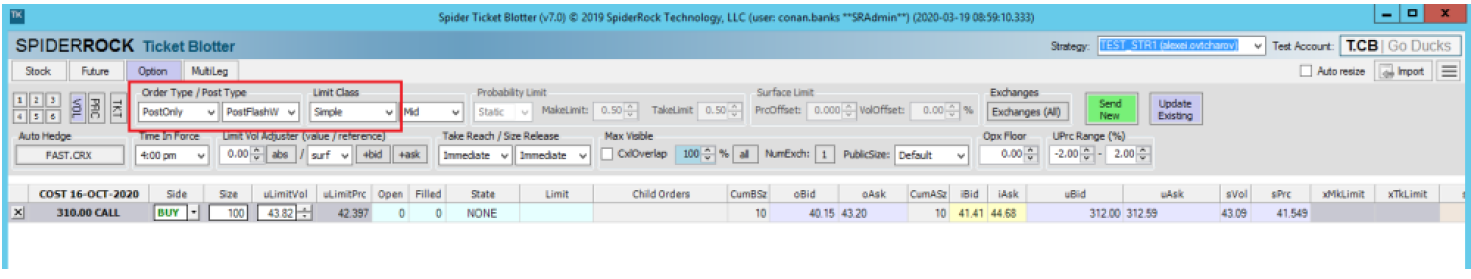 TK Spider Ticket Blotter (v7.0) © 2019 SpiderRock Technology, LLC (user: conan.banks **SRAdmin**) (2020-03-19 08:59:10.333)
SPIDERROCK Ticket Blotter Strategy: TEST_STR1 (alexei.ovtcharov) Test Account: T.CB | Go Ducks
Stock Future Option MultiLeg Auto resize Import
Order Type / Post Type Limit Class Probability Limit Surface Limit Exchanges
1 2 3 VOL PRC TKT PostOnly PostFlashW Simple Mid Static MakeLimit: 0.50 TakeLimit 0.50 PrcOffset: 0.000 VolOffset: 0.00 % Exchanges (All) Send New Update Existing
4 5 6
Auto Hedge Time In Force Limit Vol Adjuster (value / reference) Take Reach / Size Release Max Visible Opx Floor UPrc Range (%)
FAST.CRX 4:00 pm 0.00 abs / surf +bid +ask Immediate Immediate CxlOverlap 100 % all NumExch: 1 PublicSize: Default 0.00 -2.00 - 2.00
COST 16-OCT-2020 Side Size uLimitVol uLimitPrc Open Filled State Limit Child Orders CumBSz oBid oAsk CumASz iBid iAsk uBid uAsk sVol sPrc xMkLimit xTkLimit
X 310.00 CALL BUY 100 43.82 42.397 0 0 NONE 10 40.15 43.20 10 41.41 44.68 312.00 312.59 43.09 41.549